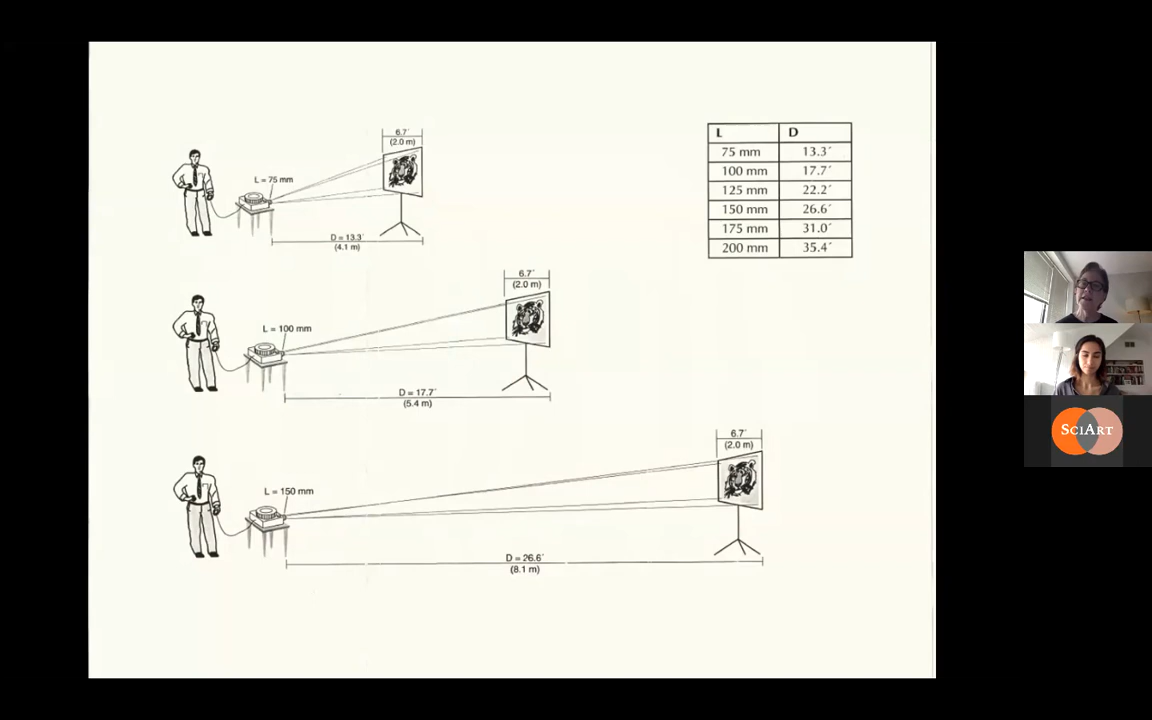 6.7´
(2.0 m)
L = 75 mm
D = 13.3´
(4.1 m)
L D
75 mm 13.3´
100 mm 17.7´
125 mm 22.2´
150 mm 26.6´
175 mm 31.0´
200 mm 35.4´
6.7´
(2.0 m)
L = 100 mm
D = 17.7´
(5.4 m)
6.7´
(2.0 m)
L = 150 mm
D = 26.6´
(8.1 m)
SCIART